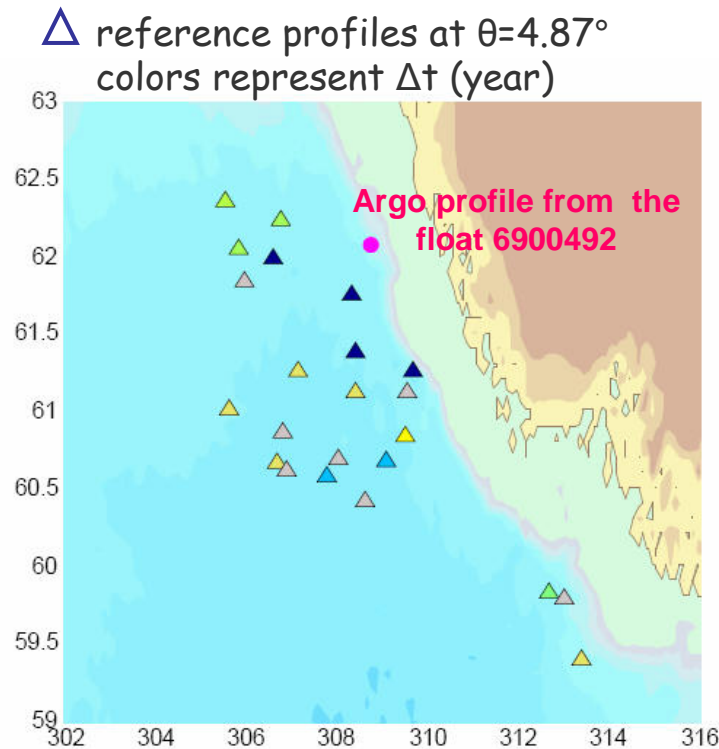 △ reference profiles at θ=4.87°
colors represent Δt (year)
63
62.5
Argo profile from the
float 6900492
62
61.5
61
60.5
60
59.5
59
302 304 306 308 310 312 314 316